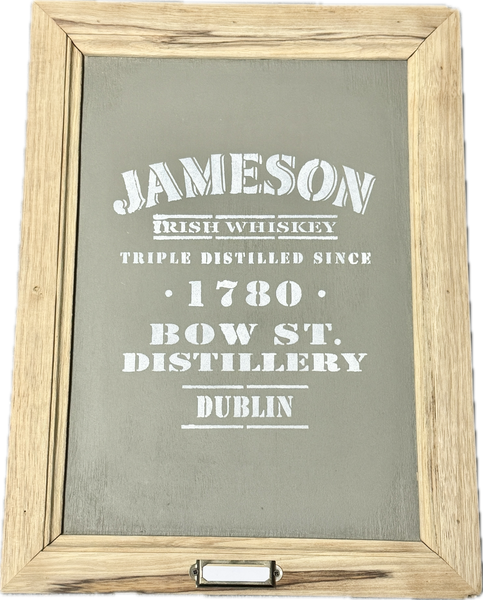 JAMESON
IRISH WHISKEY
TRIPLE DISTILLED SINCE
· 1780 ·
BOW ST.
DISTILLERY
DUBLIN